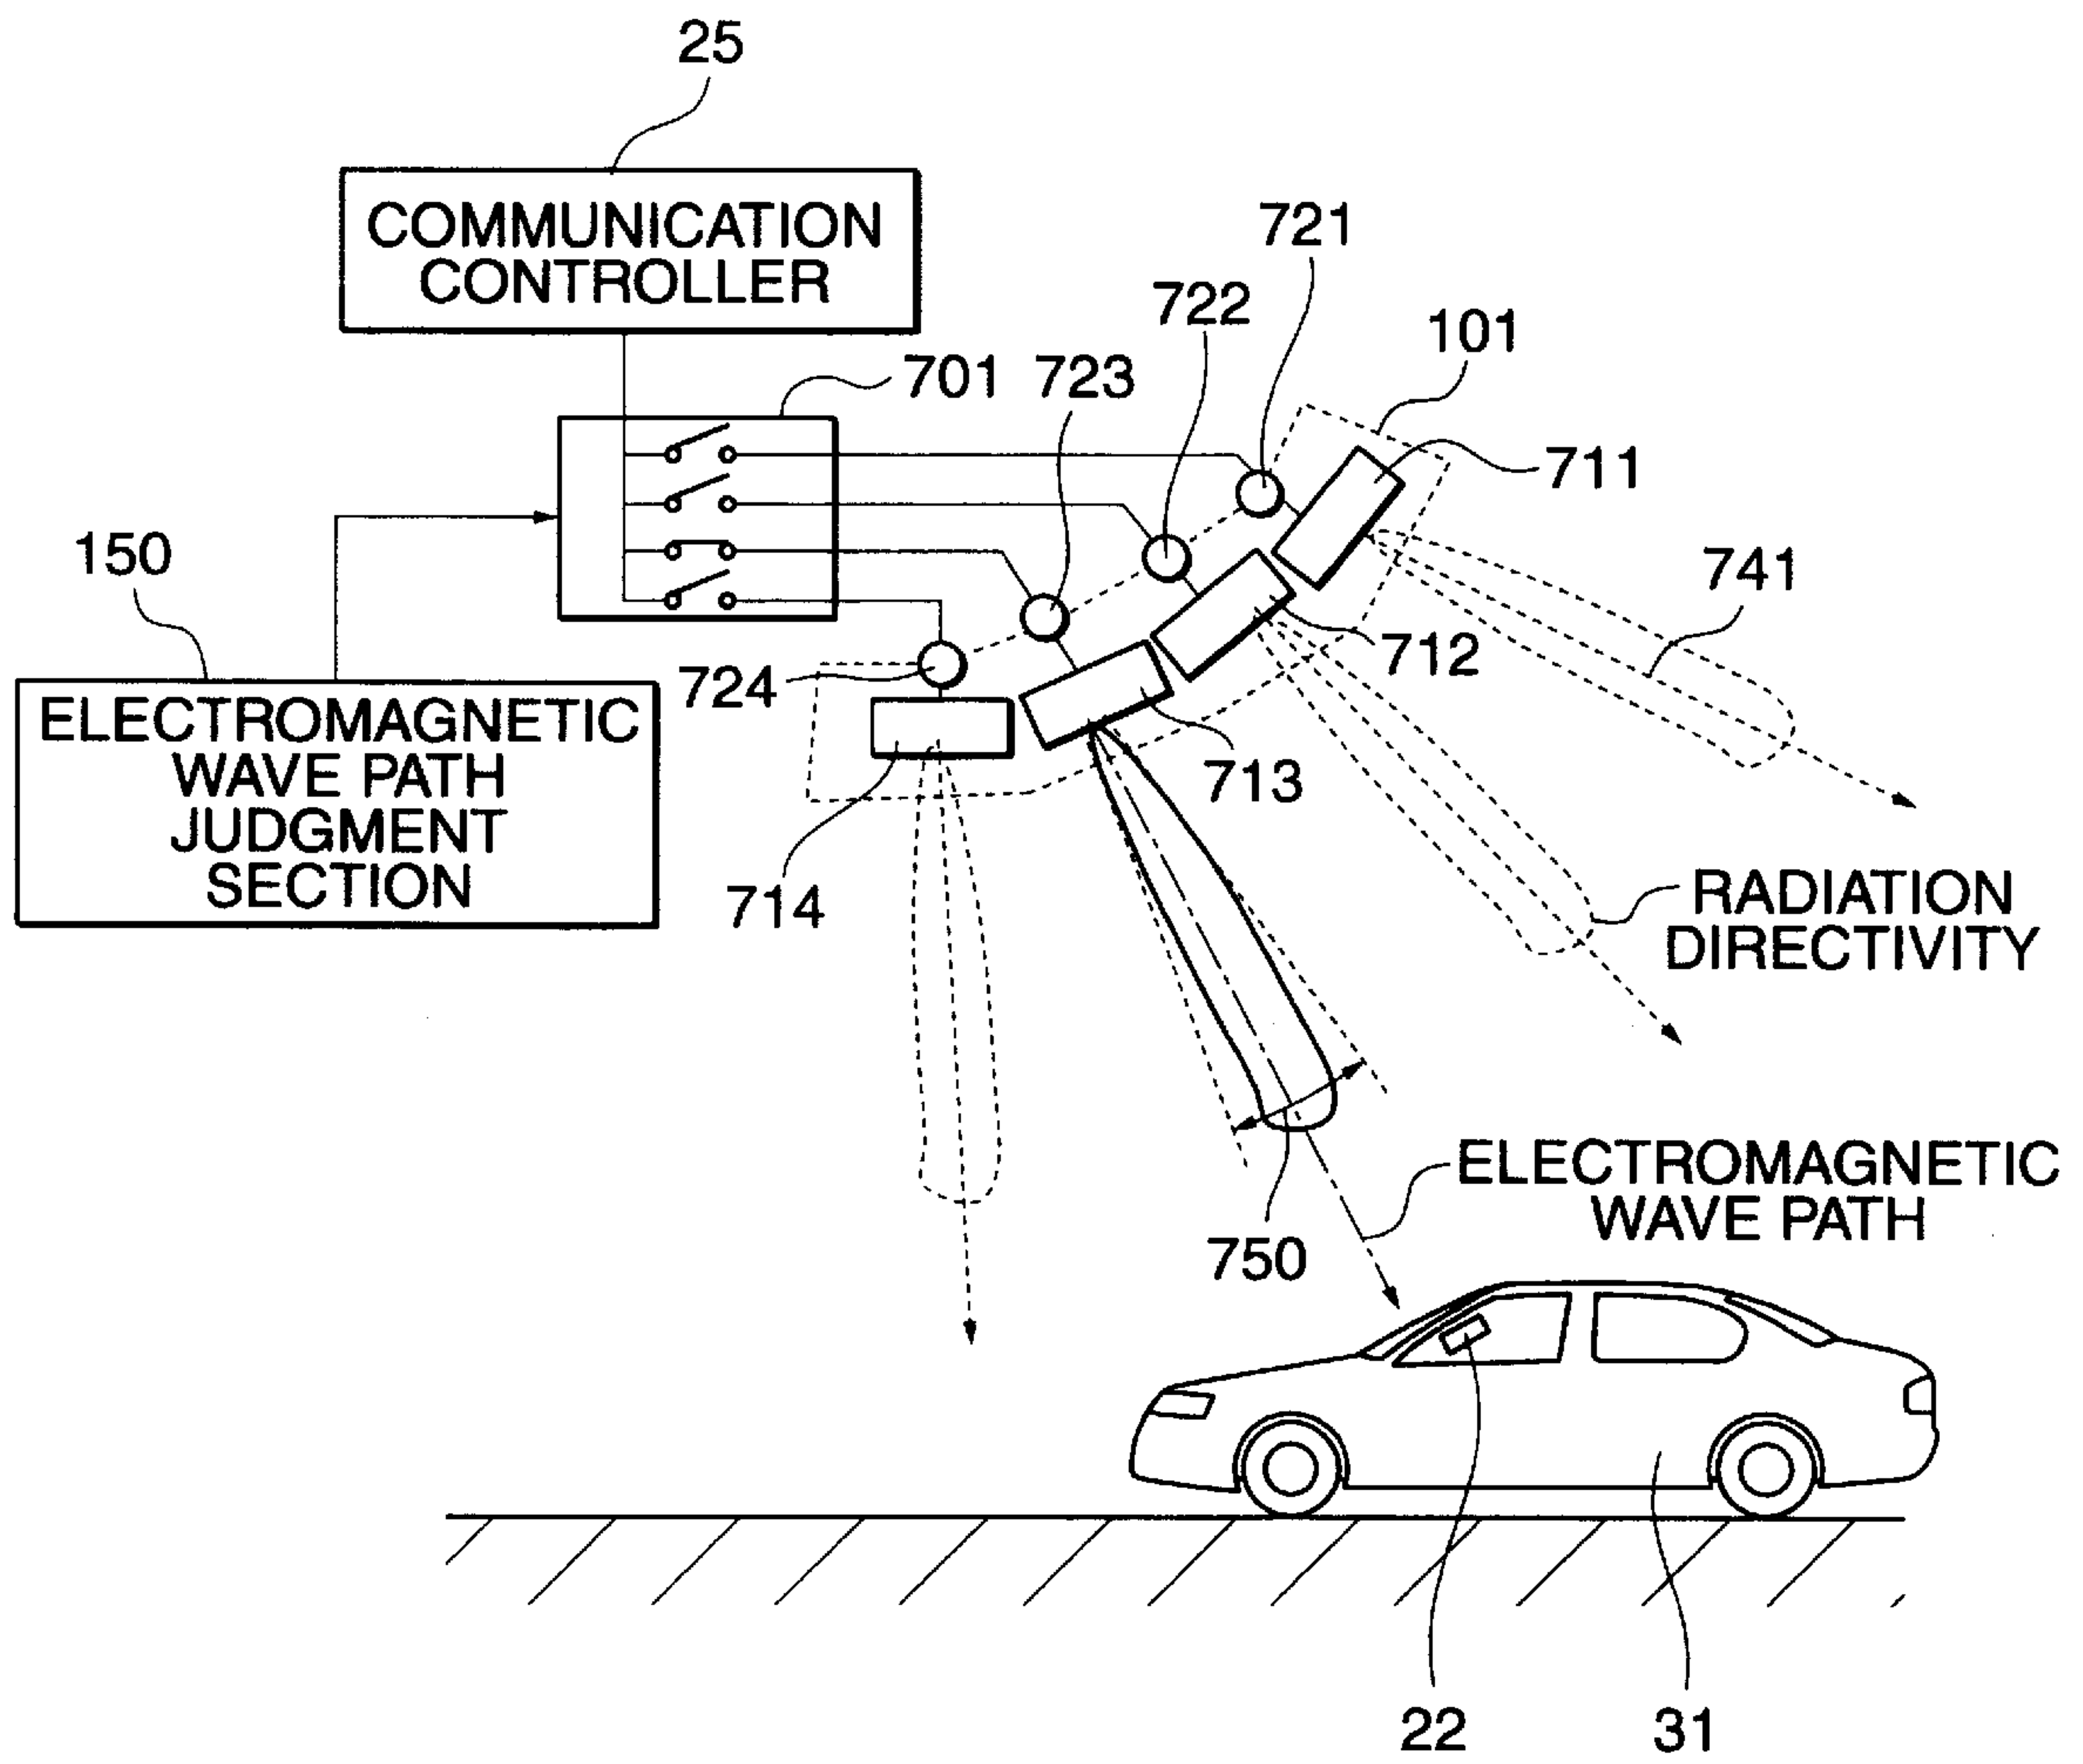 25
COMMUNICATION
CONTROLLER
721
722
101
701
723
711
150
741
712
724
ELECTROMAGNETIC
WAVE PATH
JUDGMENT
SECTION
713
714
RADIATION
DIRECTIVITY
ELECTROMAGNETIC
WAVE PATH
750
22
31